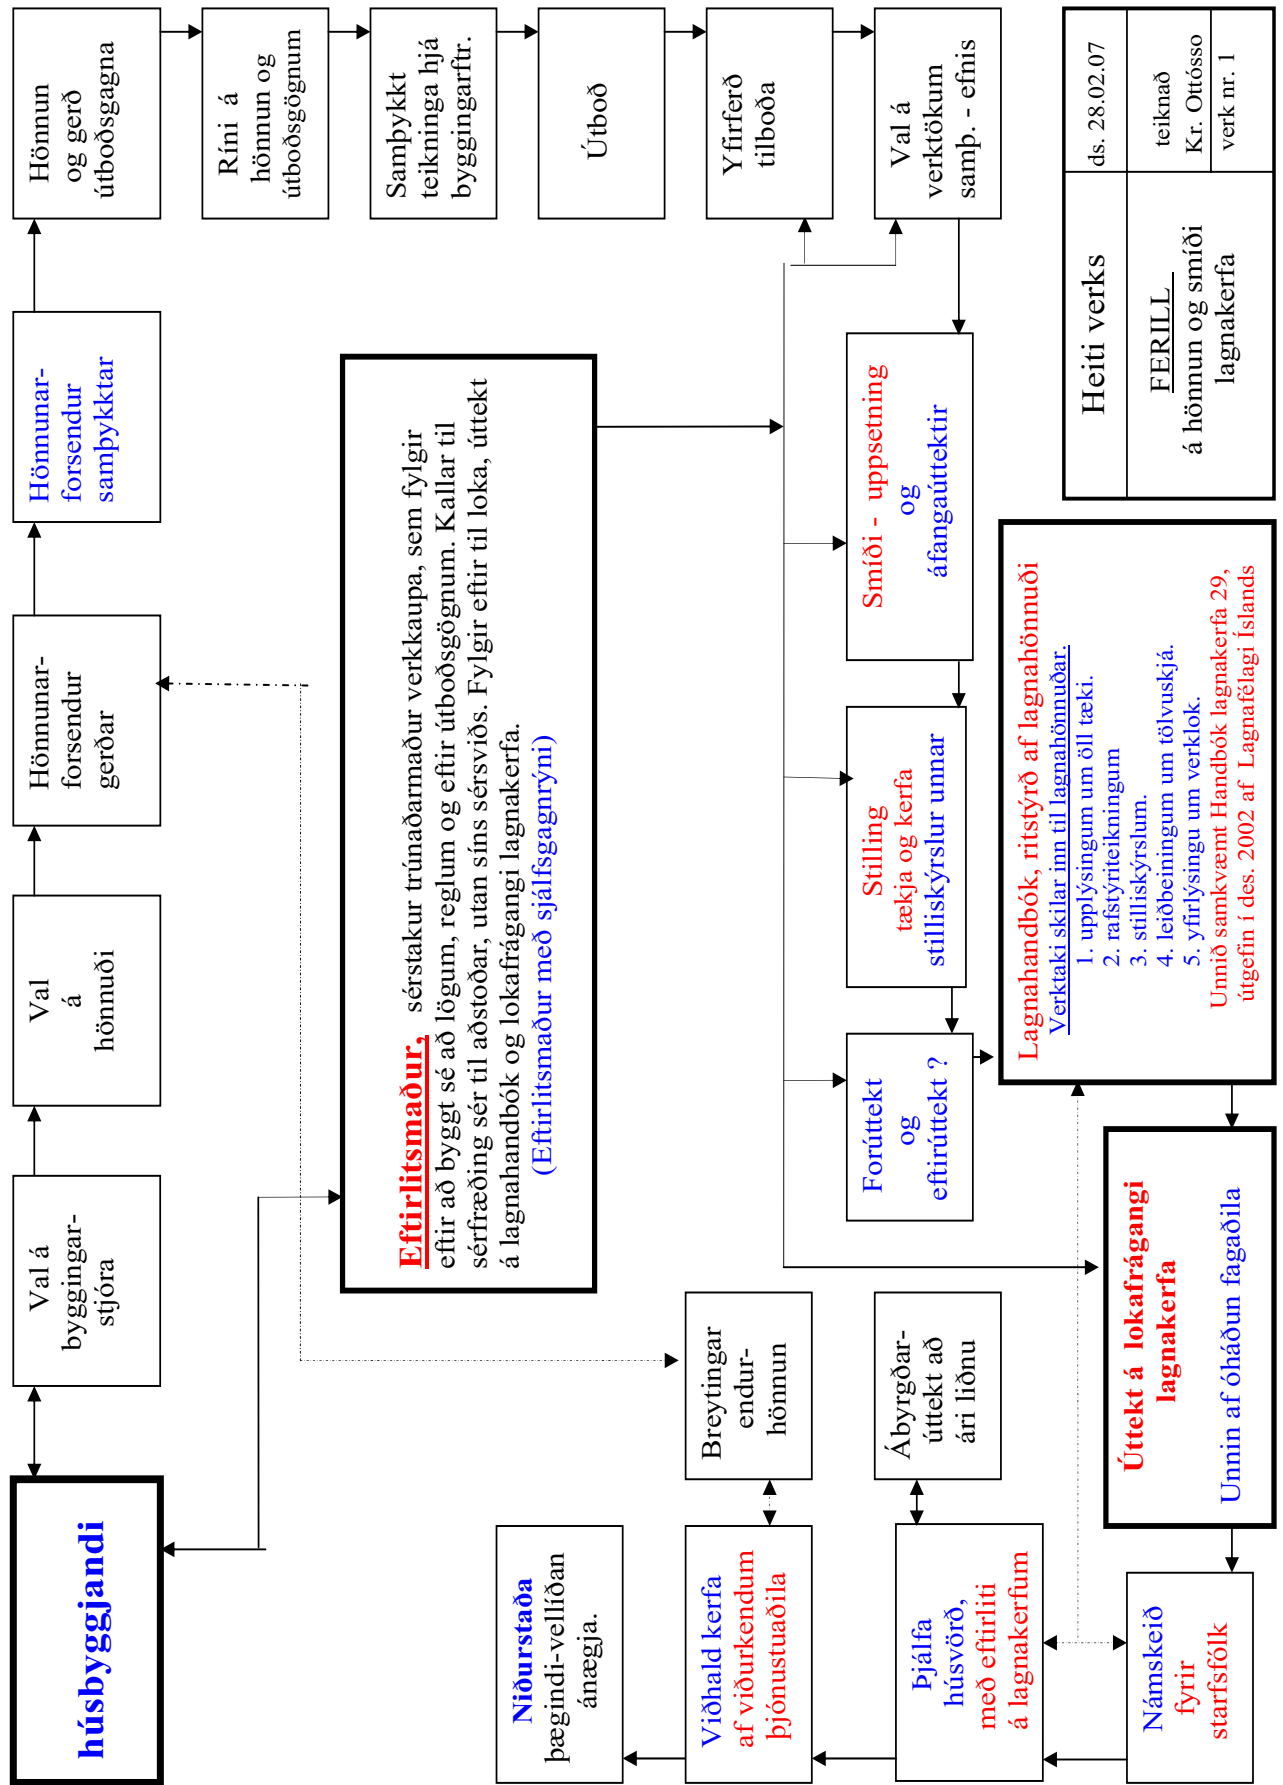 húsbyggjandi
Val á
byggingar-
stjóra
Val
á
hönnuði
Hönnunar-
forsendur
gerðar
Hönnunar-
forsendur
samþykktar
Hönnun
og gerð
útboðsgagna
Ríni á
hönnun og
útboðsgögnum
Samþykkt
teikninga hjá
byggingarftr.
Útboð
Yfirferð
tilboða
Val á
verktökum
samþ. - efnis
Eftirlitsmaður, sérstakur trúnaðarmaður verkkaupa, sem fylgir
eftir að byggt sé að lögum, reglum og eftir útboðsgögnum. Kallar til
sérfræðing sér til aðstoðar, utan síns sérsviðs. Fylgir eftir til loka, úttekt
á lagnahandbók og lokafrágangi lagnakerfa.
(Eftirlitsmaður með sjálfsgagnrýni)
Smíði - uppsetning
og
áfangaúttektir
Stilling
tækja og kerfa
stilliskýrslur unnar
Forúttekt
og
eftirúttekt ?
Lagnahandbók, ritstýrð af lagnahönnuði
Verktaki skilar inn til lagnahönnuðar.
1. upplýsingum um öll tæki.
2. rafstýriteikningum
3. stilliskýrslum.
4. leiðbeiningum um tölvuskjá.
5. yfirlýsingu um verklok.
Unnið samkvæmt Handbók lagnakerfa 29,
útgefin í des. 2002 af Lagnafélagi Íslands
Úttekt á lokafrágangi
lagnakerfa
Unnin af óháðun fagaðila
Námskeið
fyrir
starfsfólk
Þjálfa
húsvörð,
með eftirliti
á lagnakerfum
Ábyrgðar-
úttekt að
ári liðnu
Viðhald kerfa
af viðurkendum
þjónustuaðila
Breytingar
endur-
hönnun
Niðurstaða
þægindi-vellíðan
ánægja.
Heiti verks
ds. 28.02.07
FERILL
á hönnun og smíði
lagnakerfa
teiknað
Kr. Ottósso
verk nr. 1